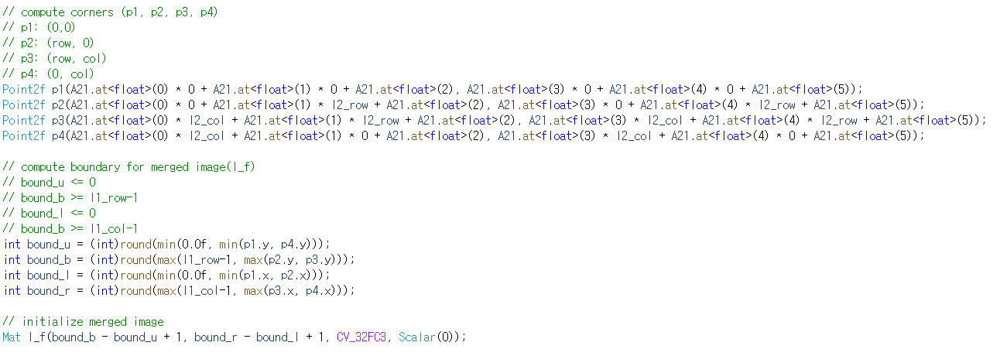 // compute corners (p1, p2, p3, p4)
// p1: (0,0)
// p2: (row, 0)
// p3: (row, col)
// p4: (0, col)
Point2f p1(A21.at<float>(0) * 0 + A21.at<float>(1) * 0 + A21.at<float>(2), A21.at<float>(3) * 0 + A21.at<float>(4) * 0 + A21.at<float>(5));
Point2f p2(A21.at<float>(0) * 0 + A21.at<float>(1) * I2_row + A21.at<float>(2), A21.at<float>(3) * 0 + A21.at<float>(4) * I2_row + A21.at<float>(5));
Point2f p3(A21.at<float>(0) * I2_col + A21.at<float>(1) * I2_row + A21.at<float>(2), A21.at<float>(3) * I2_col + A21.at<float>(4) * I2_row + A21.at<float>(5));
Point2f p4(A21.at<float>(0) * I2_col + A21.at<float>(1) * 0 + A21.at<float>(2), A21.at<float>(3) * I2_col + A21.at<float>(4) * 0 + A21.at<float>(5));
// compute boundary for merged image(I_f)
// bound_u <= 0
// bound_b >= I1_row-1
// bound_l <= 0
// bound_b >= I1_col-1
int bound_u = (int)round(min(0.0f, min(p1.y, p4.y)));
int bound_b = (int)round(max(I1_row-1, max(p2.y, p3.y)));
int bound_l = (int)round(min(0.0f, min(p1.x, p2.x)));
int bound_r = (int)round(max(I1_col-1, max(p3.x, p4.x)));
// initialize merged image
Mat I_f(bound_b - bound_u + 1, bound_r - bound_l + 1, CV_32FC3, Scalar(0));